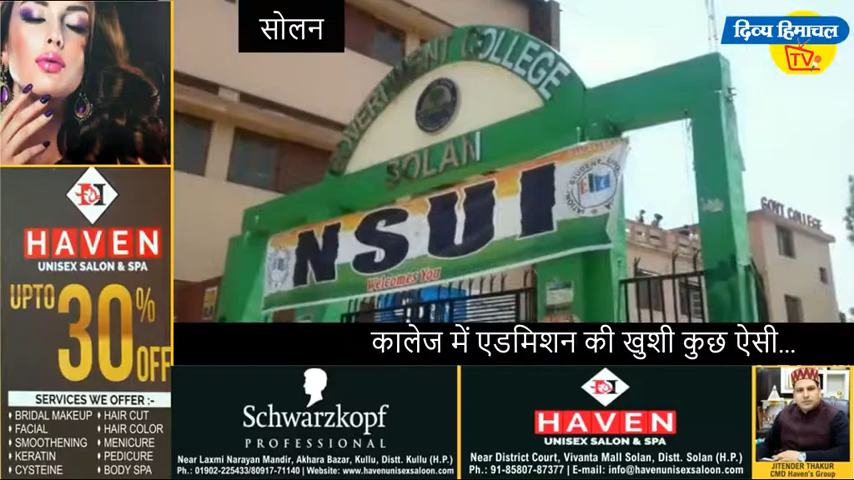 सोलन
दिव्य हिमाचल
TV
GOVERNMENT COLLEGE
SOLAN
NSUI
Welcomes You
GOVT COLLEGE
कालेज में एडमिशन की खुशी कुछ ऐसी...
HAVEN
UNISEX SALON & SPA
UPTO
30%
OFF
SERVICES WE OFFER :-
• BRIDAL MAKEUP • HAIR CUT
• FACIAL • HAIR COLOR
• SMOOTHENING • MENICURE
• KERATIN • PEDICURE
• CYSTEINE • BODY SPA
Schwarzkopf
PROFESSIONAL
Near Laxmi Narayan Mandir, Akhara Bazar, Kullu, Distt. Kullu (H.P.)
Ph.: 01902-225433/80917-71140 | Website: www.havenunisexsaloon.com
HAVEN
UNISEX SALON & SPA
Near District Court, Vivanta Mall Solan, Distt. Solan (H.P.)
Ph.: 91-85807-87377 | E-mail: info@havenunisexsaloon.com
JITENDER THAKUR
CMD Haven's Group